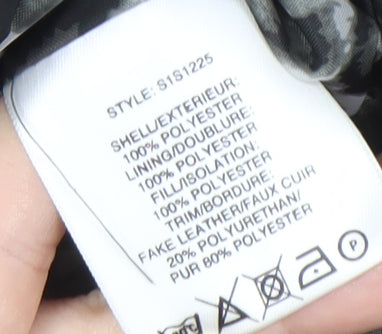 STYLE: S1S1225
SHELL/EXTERIEUR:
100% POLYESTER
LINING/DOUBLURE:
100% POLYESTER
FILL/ISOLATION:
100% POLYESTER
TRIM/BORDURE:
FAKE LEATHER/FAUX CUIR
20% POLYURETHAN/
PUR 80% POLYESTER
P